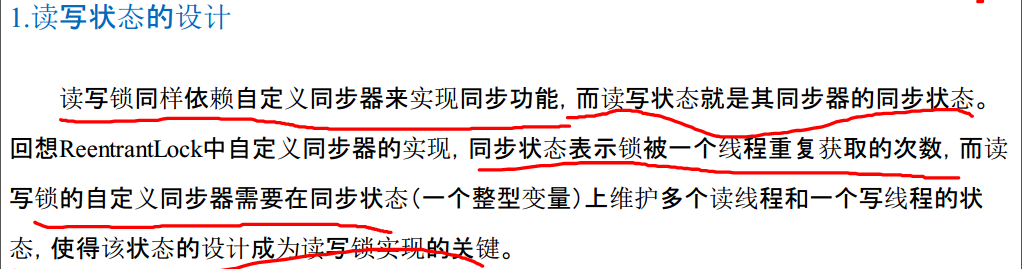 1.读写状态的设计
读写锁同样依赖自定义同步器来实现同步功能，而读写状态就是其同步器的同步状态。
回想ReentrantLock中自定义同步器的实现，同步状态表示锁被一个线程重复获取的次数，而读
写锁的自定义同步器需要在同步状态（一个整型变量）上维护多个读线程和一个写线程的状
态，使得该状态的设计成为读写锁实现的关键。